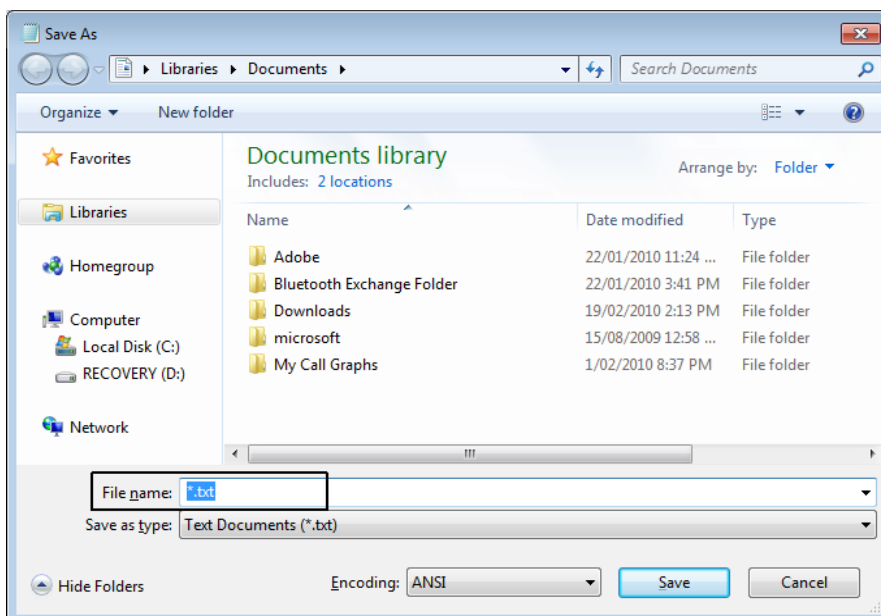 Save As
Libraries Documents Search Documents
Organize New folder
Favorites
Libraries
Homegroup
Computer
Local Disk (C:)
RECOVERY (D:)
Network
Documents library
Includes: 2 locations
Arrange by: Folder
Name Date modified Type
Adobe 22/01/2010 11:24 ... File folder
Bluetooth Exchange Folder 22/01/2010 3:41 PM File folder
Downloads 19/02/2010 2:13 PM File folder
microsoft 15/08/2009 12:58 ... File folder
My Call Graphs 1/02/2010 8:37 PM File folder
File name: *.txt
Save as type: Text Documents (*.txt)
Hide Folders Encoding: ANSI Save Cancel